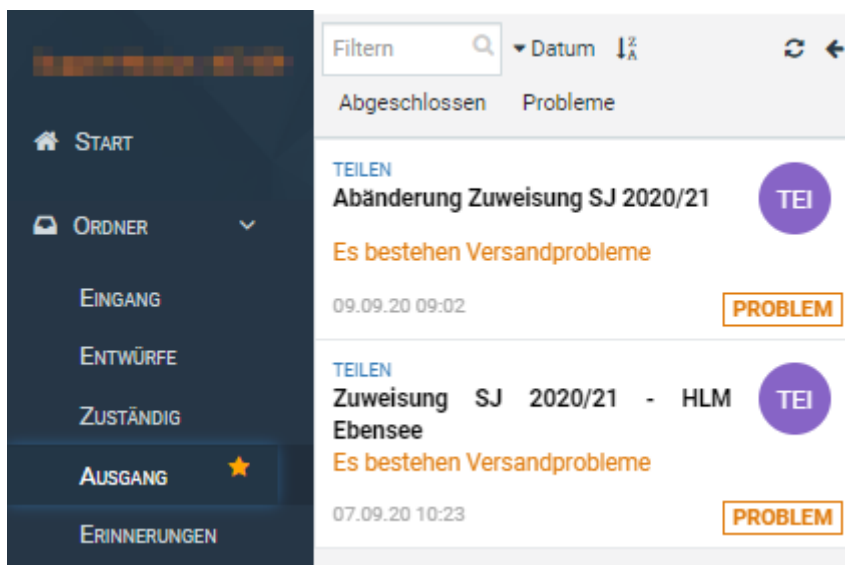 START
ORDNER
EINGANG
ENTWÜRFE
ZUSTÄNDIG
AUSGANG
ERINNERUNGEN
Filtern
Datum
Abgeschlossen Probleme
TEILEN
Abänderung Zuweisung SJ 2020/21
TEI
Es bestehen Versandprobleme
09.09.20 09:02
PROBLEM
TEILEN
Zuweisung SJ 2020/21 - HLM
Ebensee
TEI
Es bestehen Versandprobleme
07.09.20 10:23
PROBLEM